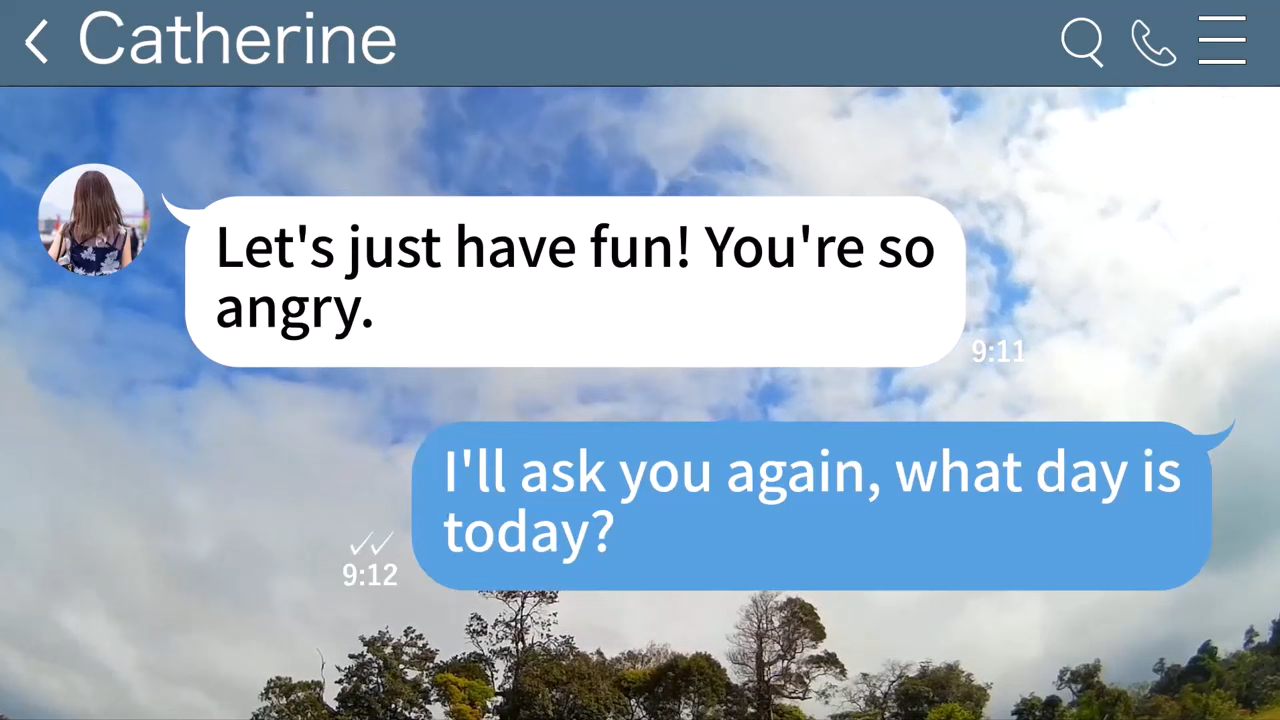 Catherine
Let's just have fun! You're so
angry.
9:11
I'll ask you again, what day is
today?
9:12